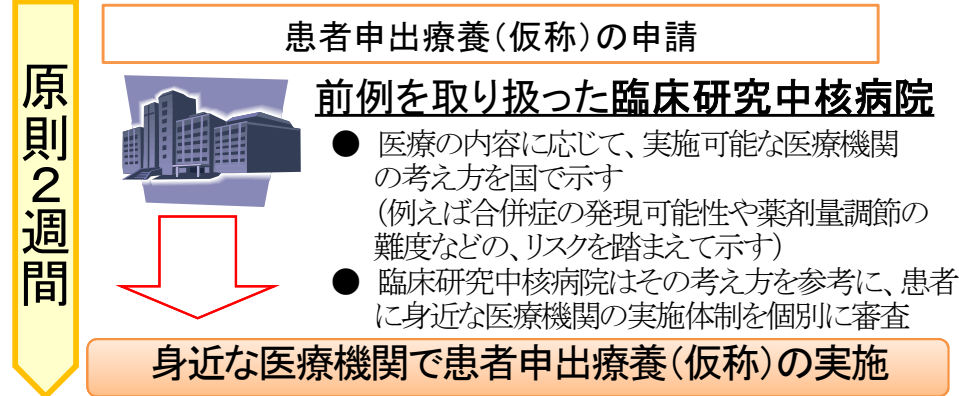 原則2週間
患者申出療養(仮称)の申請
前例を取り扱った臨床研究中核病院
● 医療の内容に応じて、実施可能な医療機関
の考え方を国で示す
(例えば合併症の発現可能性や薬剤量調節の
難度などの、リスクを踏まえて示す)
● 臨床研究中核病院はその考え方を参考に、患者
に身近な医療機関の実施体制を個別に審査
身近な医療機関で患者申出療養(仮称)の実施